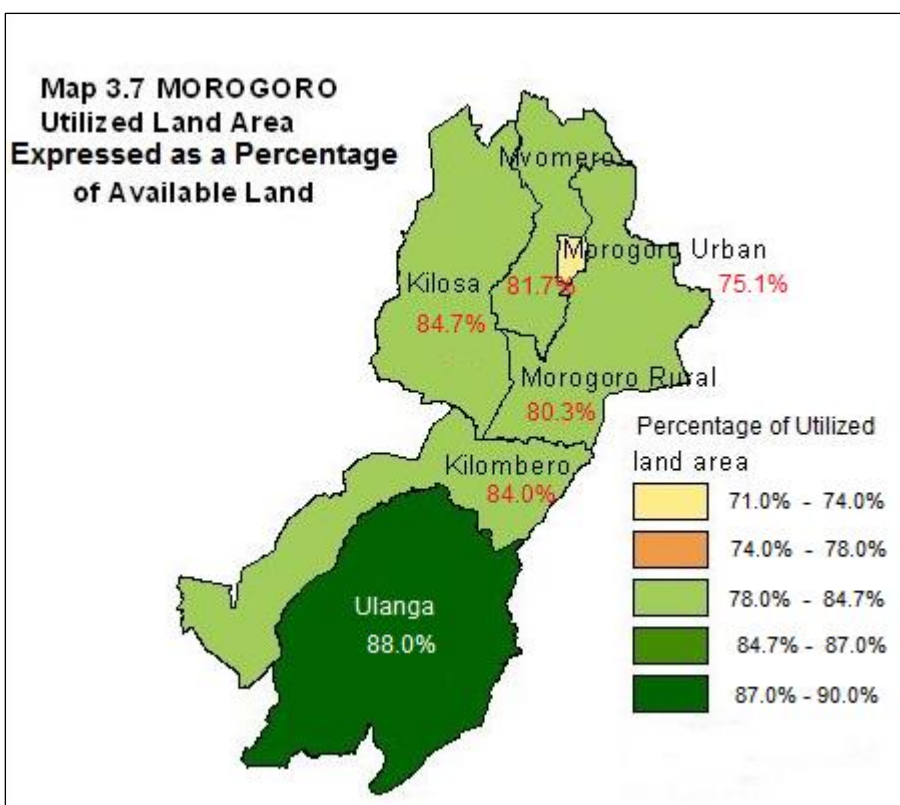 Map 3.7 MOROGORO
Utilized Land Area
Expressed as a Percentage
of Available Land
Mvomero
Morogoro Urban
75.1%
Kilosa
81.7%
84.7%
Morogoro Rural
80.3%
Kilombero
84.0%
Ulanga
88.0%
Percentage of Utilized
land area
71.0% - 74.0%
74.0% - 78.0%
78.0% - 84.7%
84.7% - 87.0%
87.0% - 90.0%